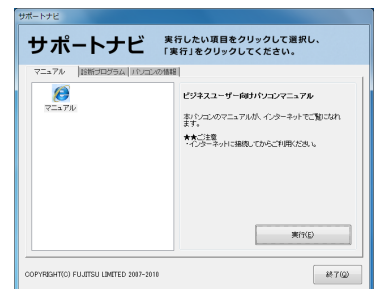 サポートナビ
サポートナビ
実行したい項目をクリックして選択し、
「実行」をクリックしてください。
マニュアル 診断プログラム パソコンの情報
マニュアル
ビジネスユーザー向けパソコンマニュアル
本パソコンのマニュアルが、インターネットでご覧になれ
ます。
★★ご注意
・インターネットに接続してからご利用ください。
実行(E)
COPYRIGHT(C) FUJITSU LIMITED 2007-2010
終了(Q)